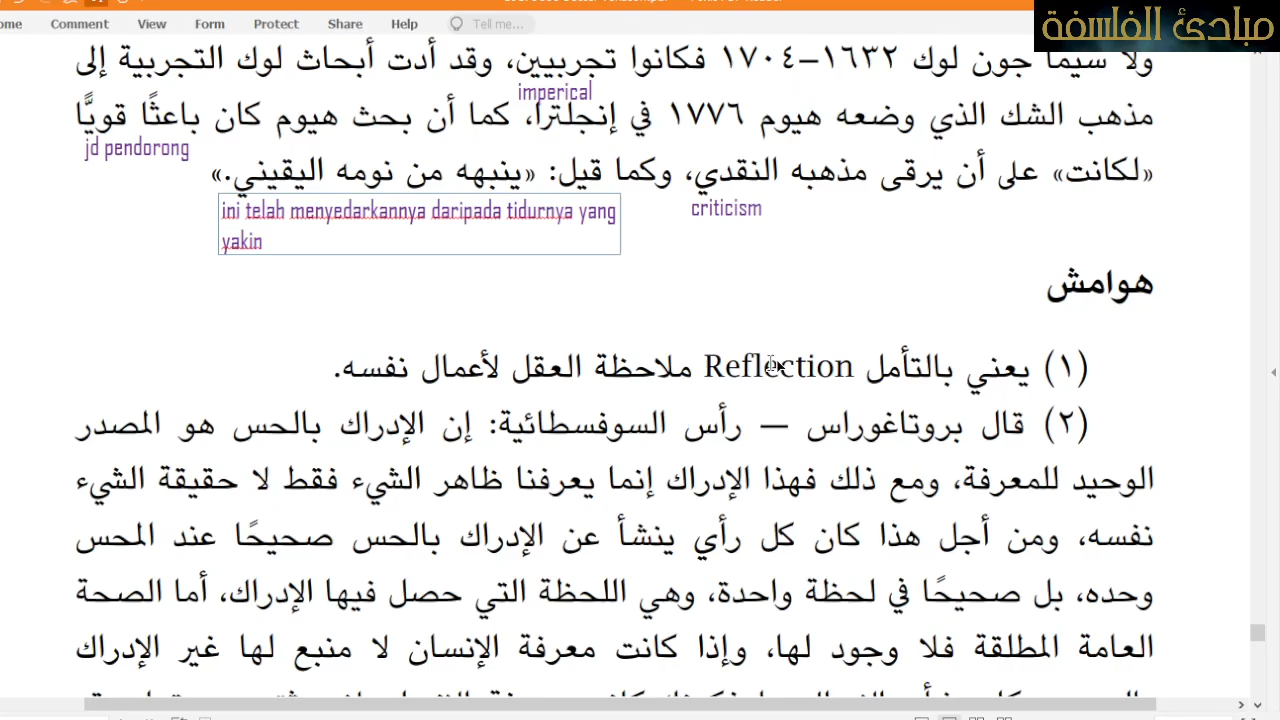 Comment View Form Protect Share Help Tell me...
مبادئ الفلسفة
ولا سيما جون لوك ١٦٣٢–١٧٠٤ فكانوا تجربيين، وقد أدت أبحاث لوك التجربية إلى
imperical
مذهب الشك الذي وضعه هيوم ١٧٧٦ في إنجلترا، كما أن بحث هيوم كان باعثًا قويًّا
jd pendorong
«لكانت» على أن يرقى مذهبه النقدي، وكما قيل: «ينبهه من نومه اليقيني.»
criticism
ini telah menyedarkannya daripada tidurnya yang
yakin
هوامش
(١) يعني بالتأمل Reflection ملاحظة العقل لأعمال نفسه.
(٢) قال بروتاغوراس — رأس السوفسطائية: إن الإدراك بالحس هو المصدر
الوحيد للمعرفة، ومع ذلك فهذا الإدراك إنما يعرفنا ظاهر الشيء فقط لا حقيقة الشيء
نفسه، ومن أجل هذا كان كل رأي ينشأ عن الإدراك بالحس صحيحًا عند المحس
وحده، بل صحيحًا في لحظة واحدة، وهي اللحظة التي حصل فيها الإدراك، أما الصحة
العامة المطلقة فلا وجود لها، وإذا كانت معرفة الإنسان لا منبع لها غير الإدراك